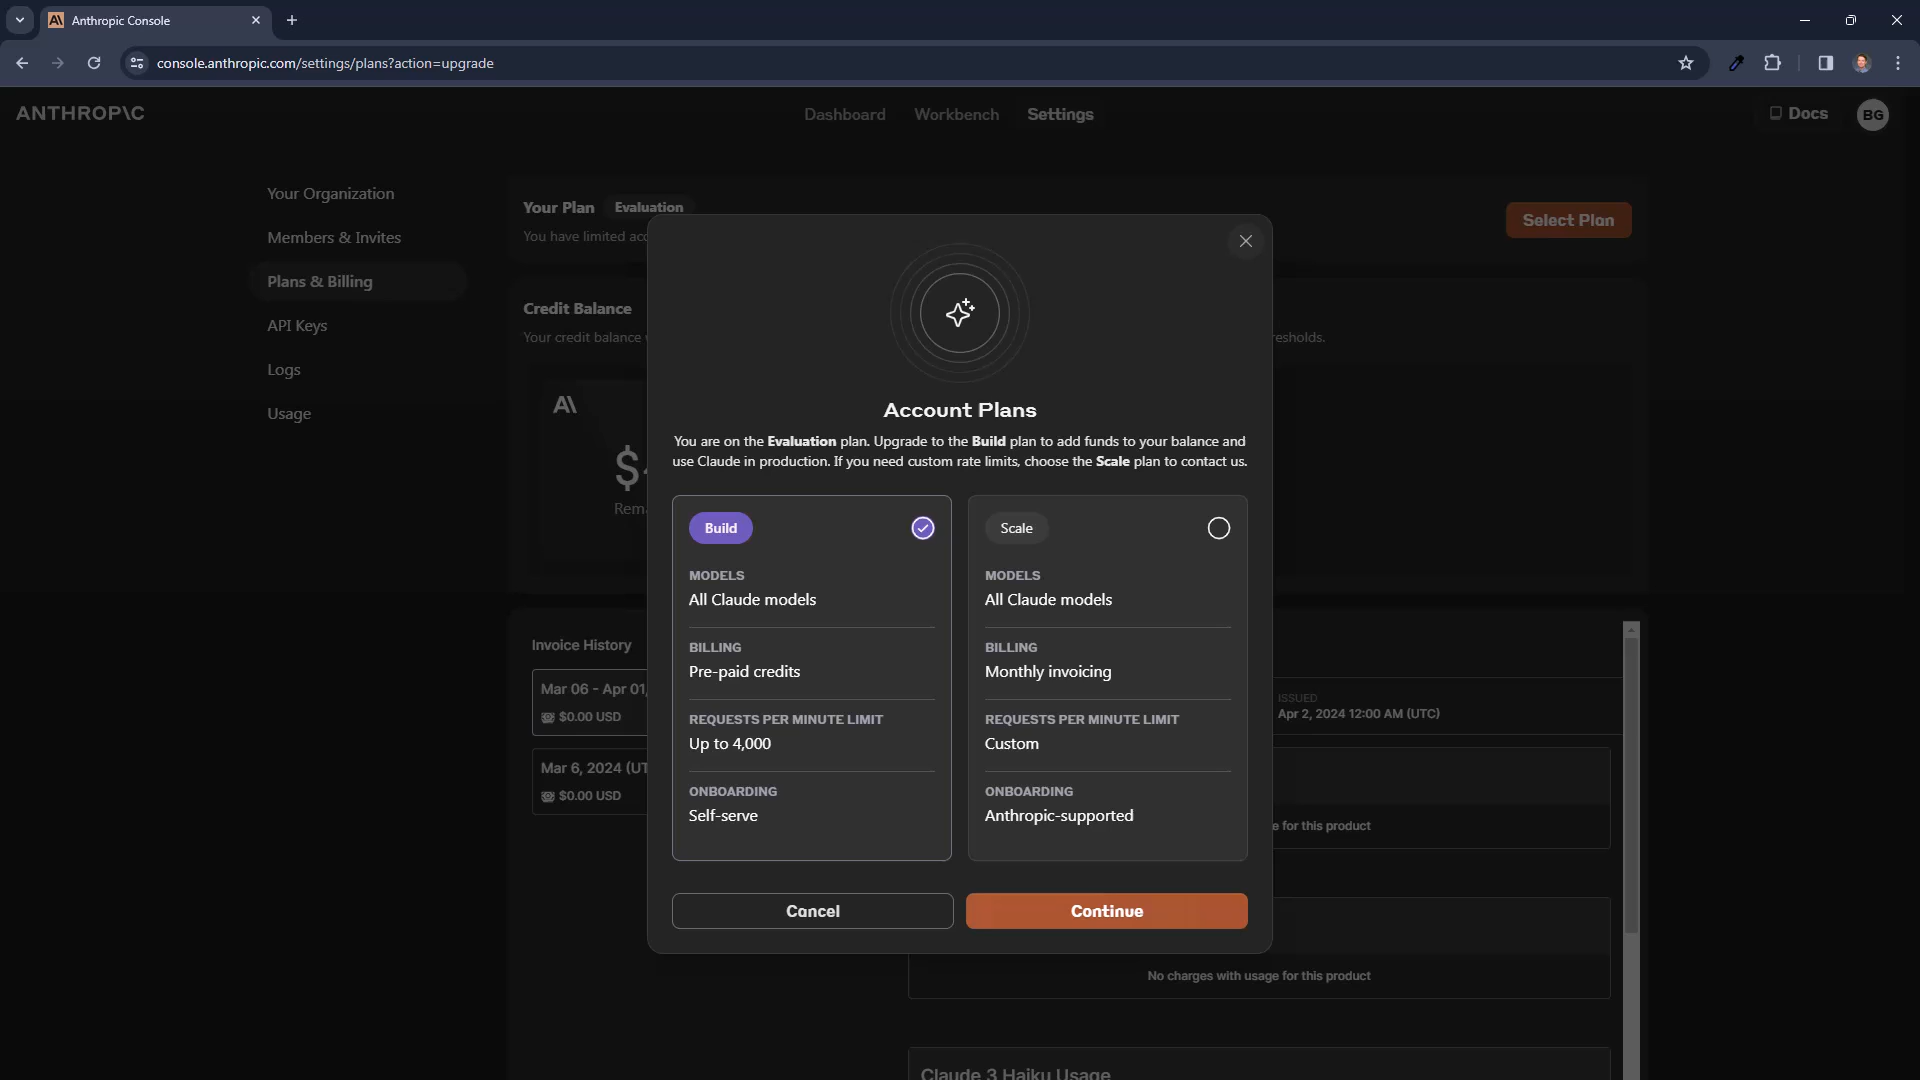 Anthropic Console
console.anthropic.com/settings/plans?action=upgrade
ANTHROP\C
Dashboard
Workbench
Settings
Docs
BG
Your Organization
Members & Invites
Plans & Billing
API Keys
Logs
Usage
Your Plan
Evaluation
You have limited
Select Plan
Credit Balance
Your credit balance
resholds.
A\
$
Rem
Invoice History
Mar 06 - Apr 01,
$0.00 USD
Mar 6, 2024 (UT
$0.00 USD
ISSUED
Apr 2, 2024 12:00 AM (UTC)
e for this product
No charges with usage for this product
Claude 3 Haiku Usage
Account Plans
You are on the Evaluation plan. Upgrade to the Build plan to add funds to your balance and
use Claude in production. If you need custom rate limits, choose the Scale plan to contact us.
Build
MODELS
All Claude models
BILLING
Pre-paid credits
REQUESTS PER MINUTE LIMIT
Up to 4,000
ONBOARDING
Self-serve
Scale
MODELS
All Claude models
BILLING
Monthly invoicing
REQUESTS PER MINUTE LIMIT
Custom
ONBOARDING
Anthropic-supported
Cancel
Continue